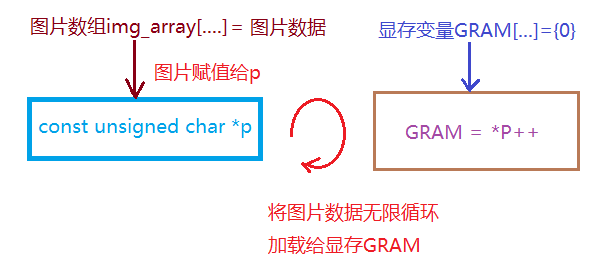 图片数组img_array[....] = 图片数据
显存变量GRAM[...]={0}
图片赋值给p
const unsigned char *p
GRAM = *P++
将图片数据无限循环
加载给显存GRAM